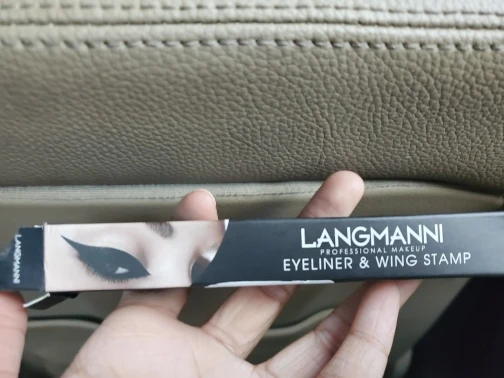 LANGMANNI
LANGMANNI
PROFESSIONAL MAKEUP
EYELINER & WING STAMP